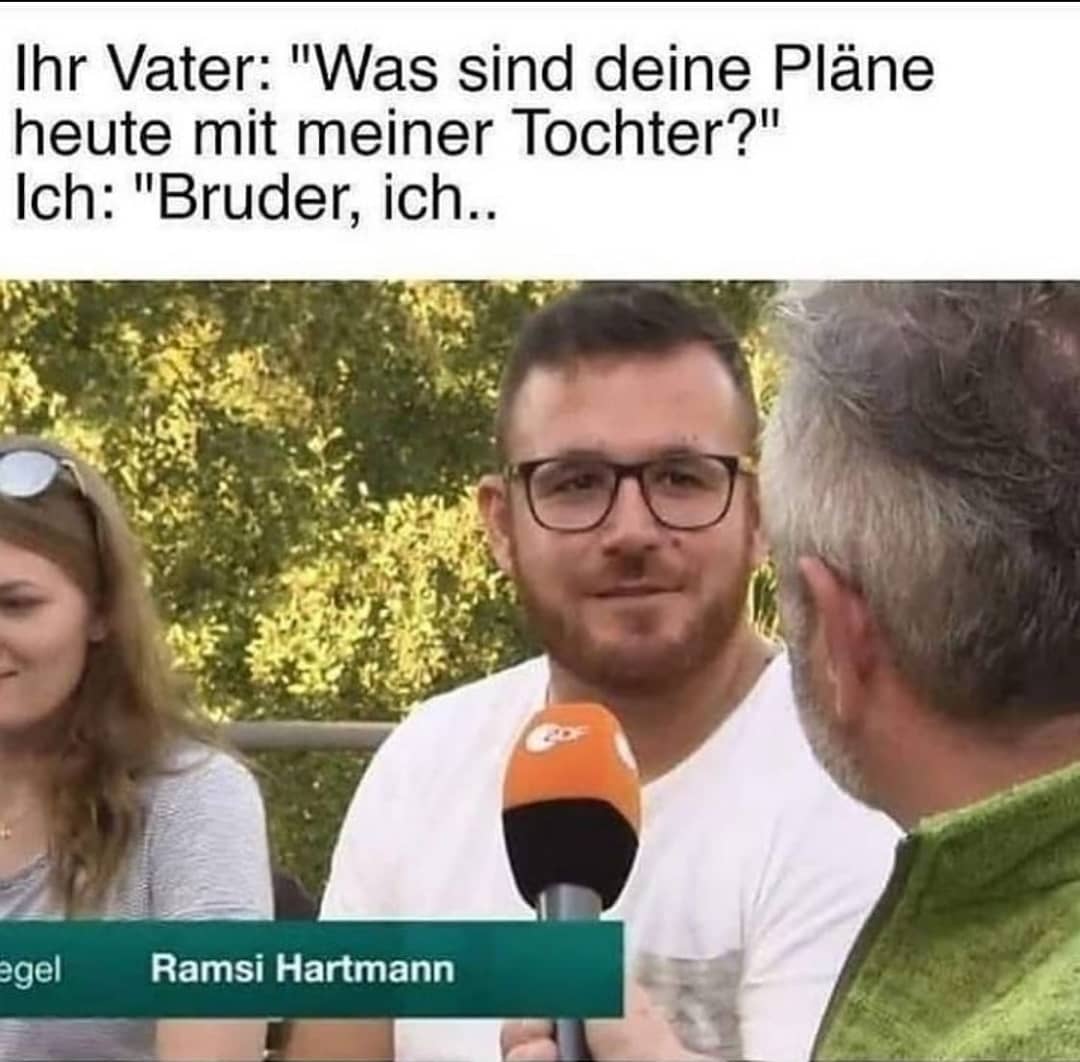 Ihr Vater: "Was sind deine Pläne
heute mit meiner Tochter?"
Ich: "Bruder, ich..
ZDF
egel Ramsi Hartmann